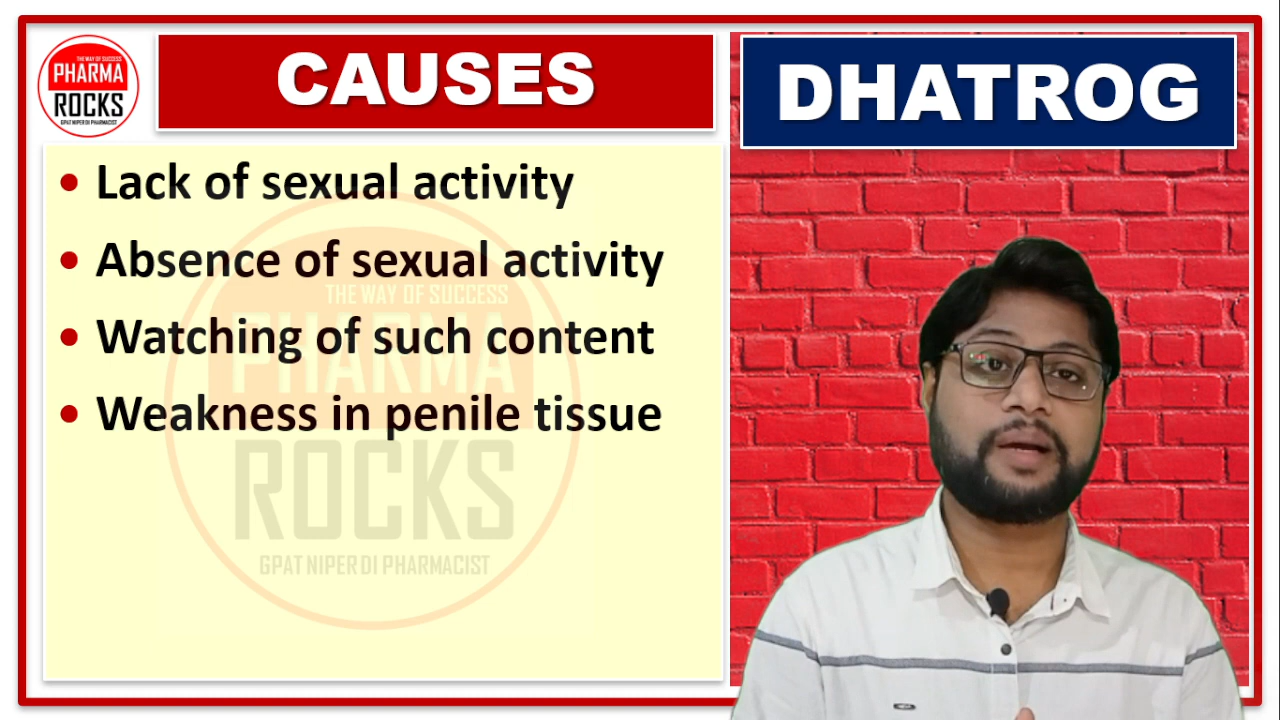 THE WAY OF SUCCESS
PHARMA
ROCKS
GPAT NIPER DI PHARMACIST
CAUSES
DHATROG
• Lack of sexual activity
• Absence of sexual activity
• Watching of such content
• Weakness in penile tissue
THE WAY OF SUCCESS
PHARMA
ROCKS
GPAT NIPER DI PHARMACIST